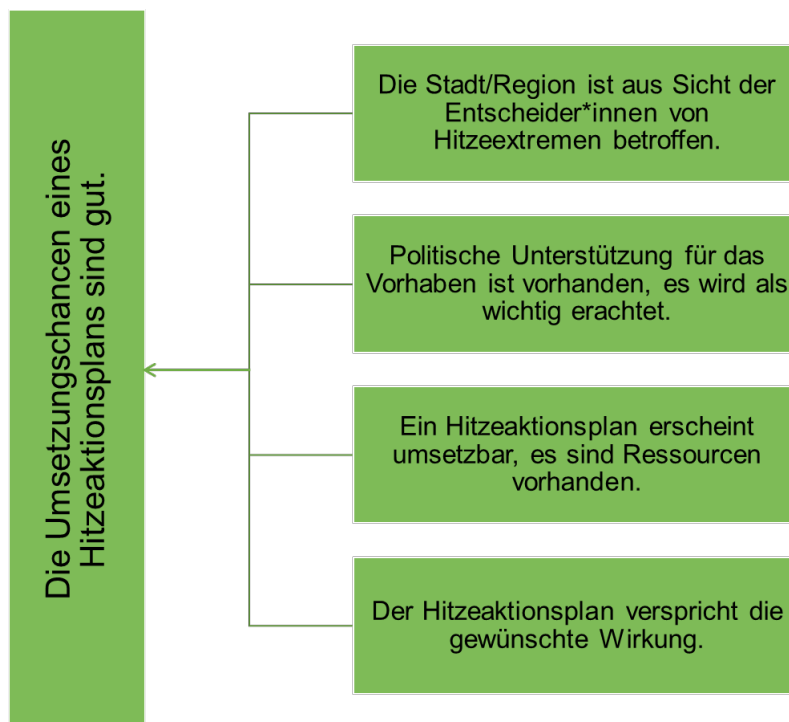 Die Umsetzungschancen eines
Hitzeaktionsplans sind gut.
Die Stadt/Region ist aus Sicht der
Entscheider*innen von
Hitzeextremen betroffen.
Politische Unterstützung für das
Vorhaben ist vorhanden, es wird als
wichtig erachtet.
Ein Hitzeaktionsplan erscheint
umsetzbar, es sind Ressourcen
vorhanden.
Der Hitzeaktionsplan verspricht die
gewünschte Wirkung.